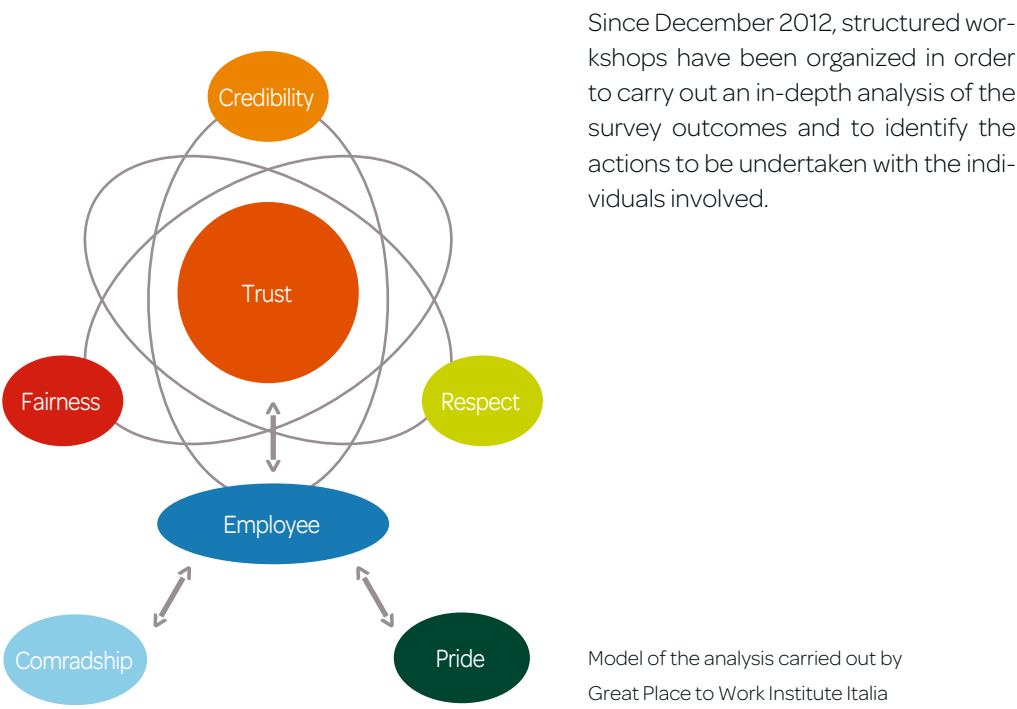 Since December 2012, structured wor-
kshops have been organized in order
to carry out an in-depth analysis of the
survey outcomes and to identify the
actions to be undertaken with the indi-
viduals involved.
Credibility
Trust
Fairness
Respect
Employee
Comradship
Pride
Model of the analysis carried out by
Great Place to Work Institute Italia